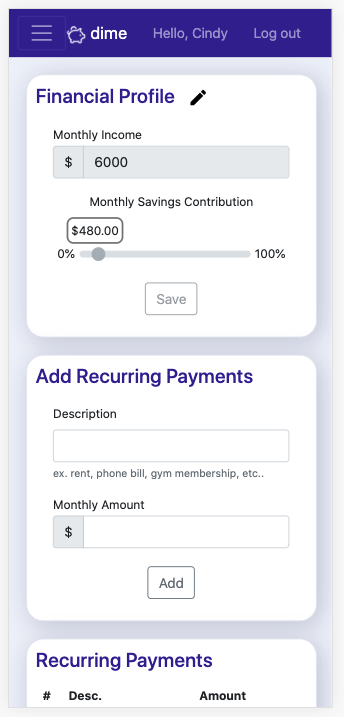 dime Hello, Cindy Log out
Financial Profile
Monthly Income
$ 6000
Monthly Savings Contribution
$480.00
0% 100%
Save
Add Recurring Payments
Description
ex. rent, phone bill, gym membership, etc..
Monthly Amount
$
Add
Recurring Payments
# Desc. Amount